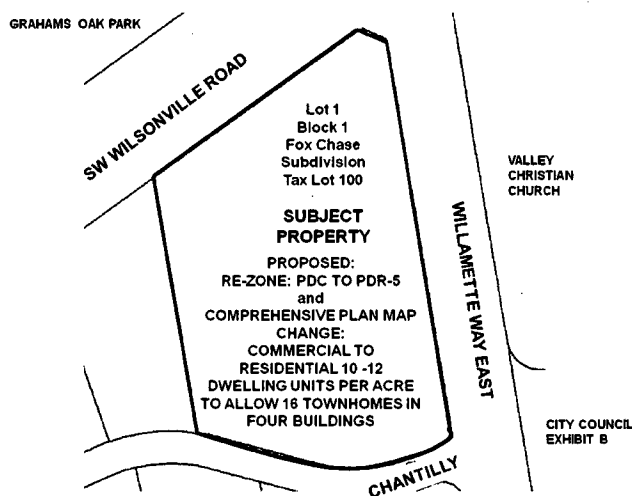 GRAHAMS OAK PARK
SW WILSONVILLE ROAD
Lot 1
Block 1
Fox Chase
Subdivision
Tax Lot 100
SUBJECT
PROPERTY
PROPOSED:
RE-ZONE: PDC TO PDR-5
and
COMPREHENSIVE PLAN MAP
CHANGE:
COMMERCIAL TO
RESIDENTIAL 10 -12
DWELLING UNITS PER ACRE
TO ALLOW 16 TOWNHOMES IN
FOUR BUILDINGS
VALLEY
CHRISTIAN
CHURCH
WILLAMETTE WAY EAST
CITY COUNCIL
EXHIBIT B
CHANTILLY